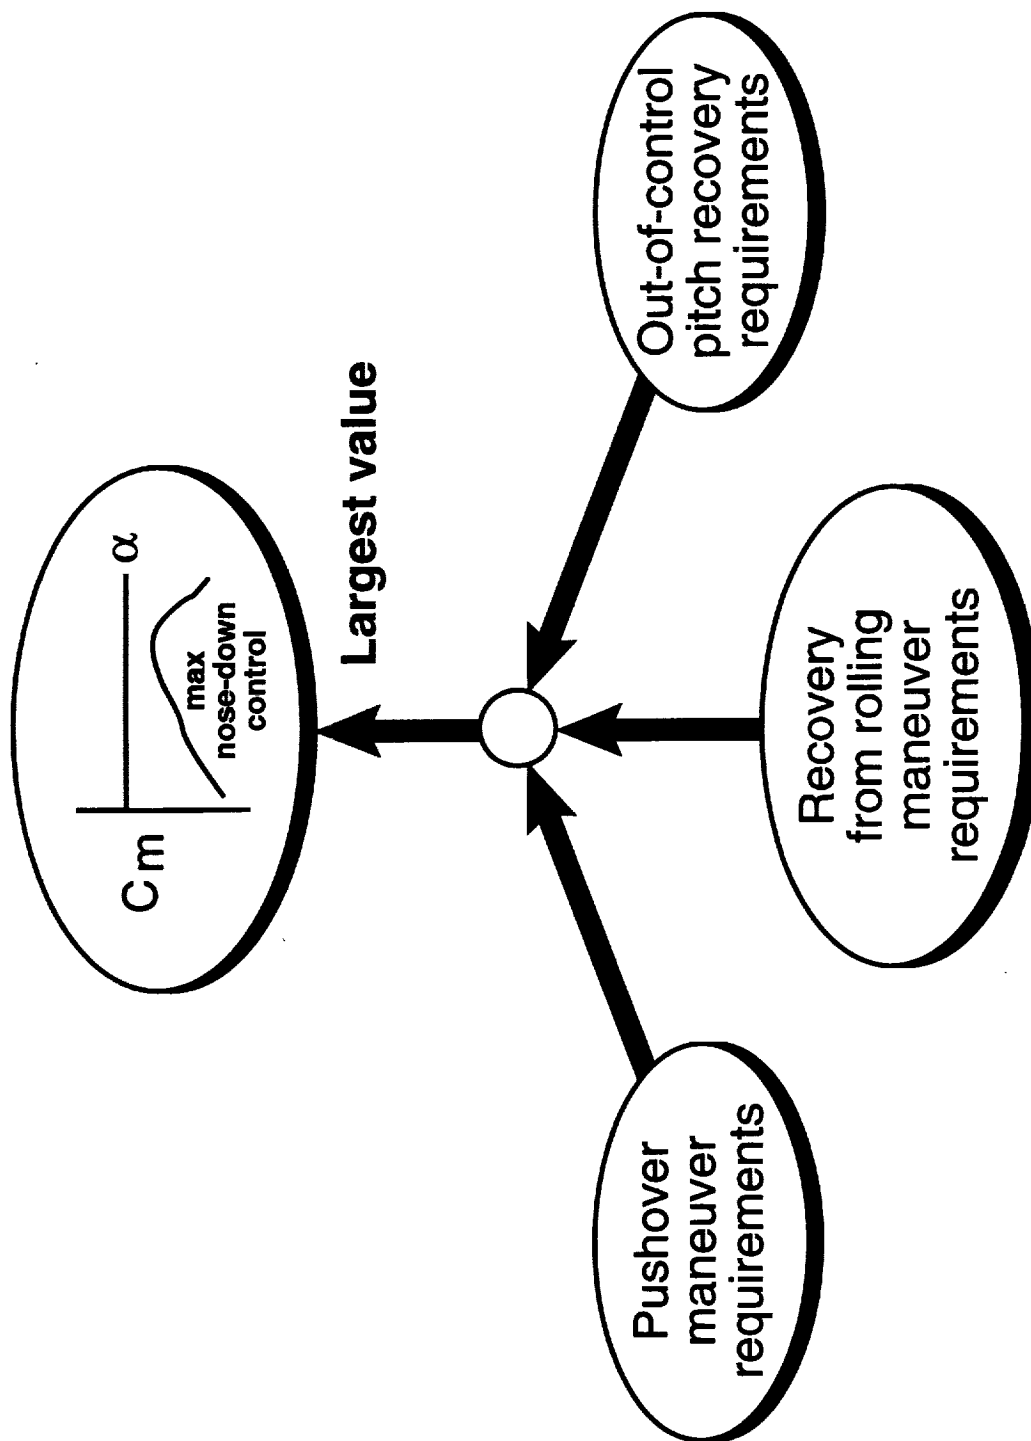 Cm
α
max
nose-down
control
Largest value
Pushover
maneuver
requirements
Recovery
from rolling
maneuver
requirements
Out-of-control
pitch recovery
requirements